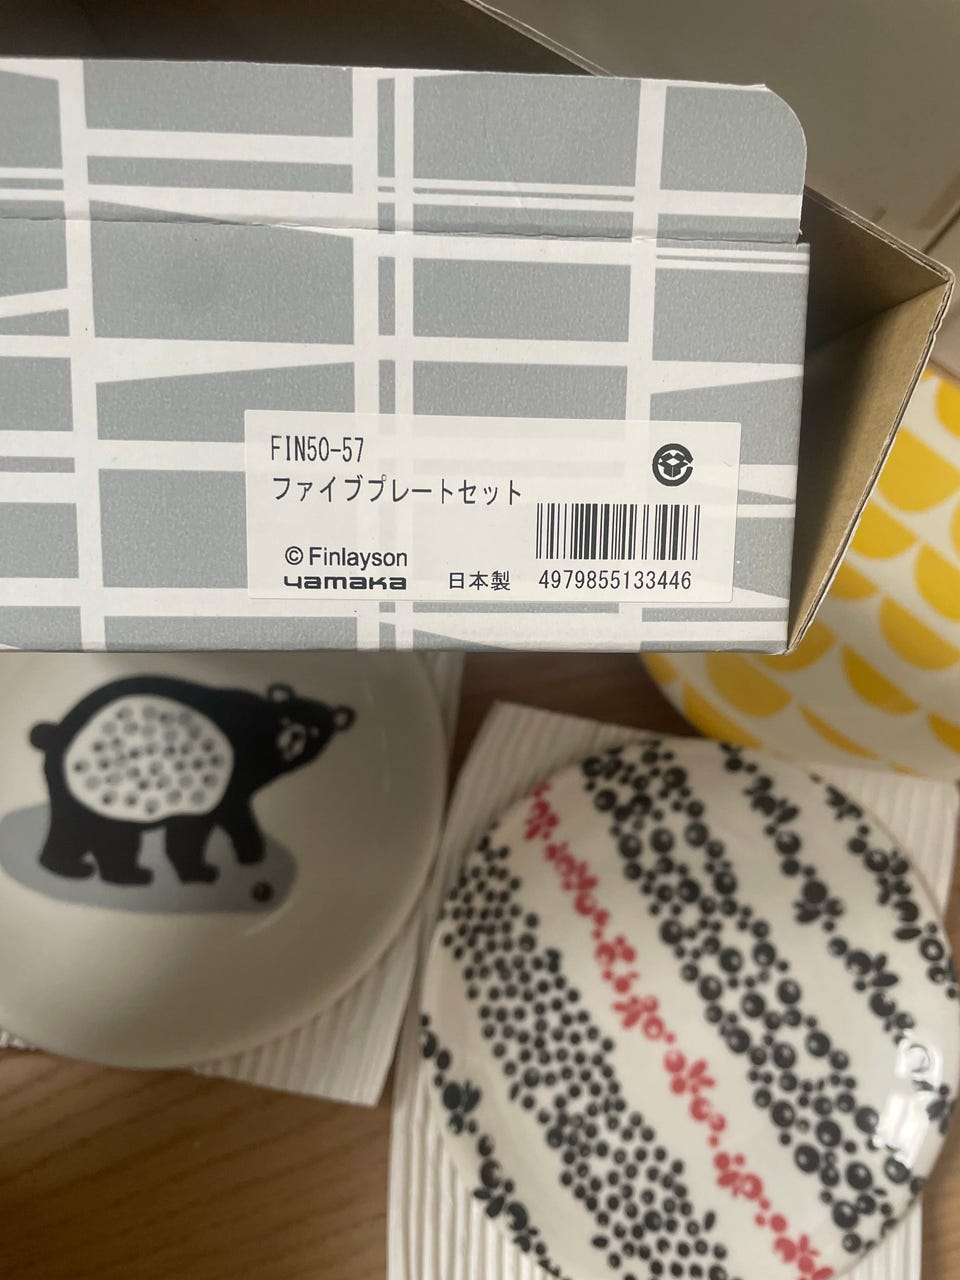 FIN50-57
ファイブプレートセット
© Finlayson
yamaka
日本製
4979855133446